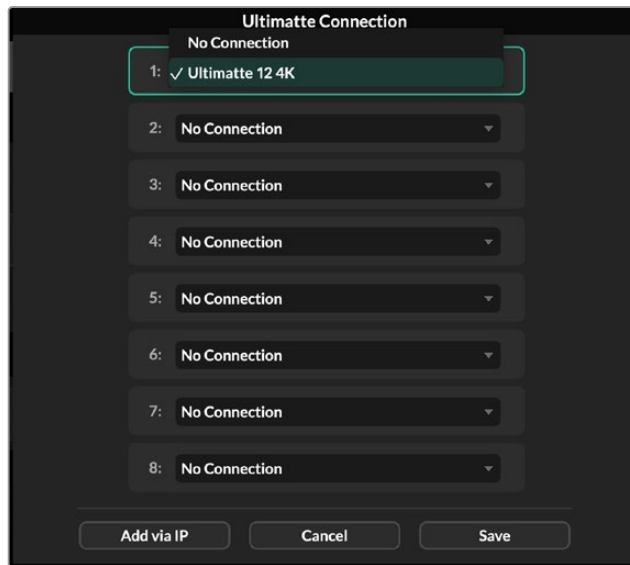 Ultimatte Connection
No Connection
1: ✓ Ultimatte 12 4K
2: No Connection
3: No Connection
4: No Connection
5: No Connection
6: No Connection
7: No Connection
8: No Connection
Add via IP Cancel Save